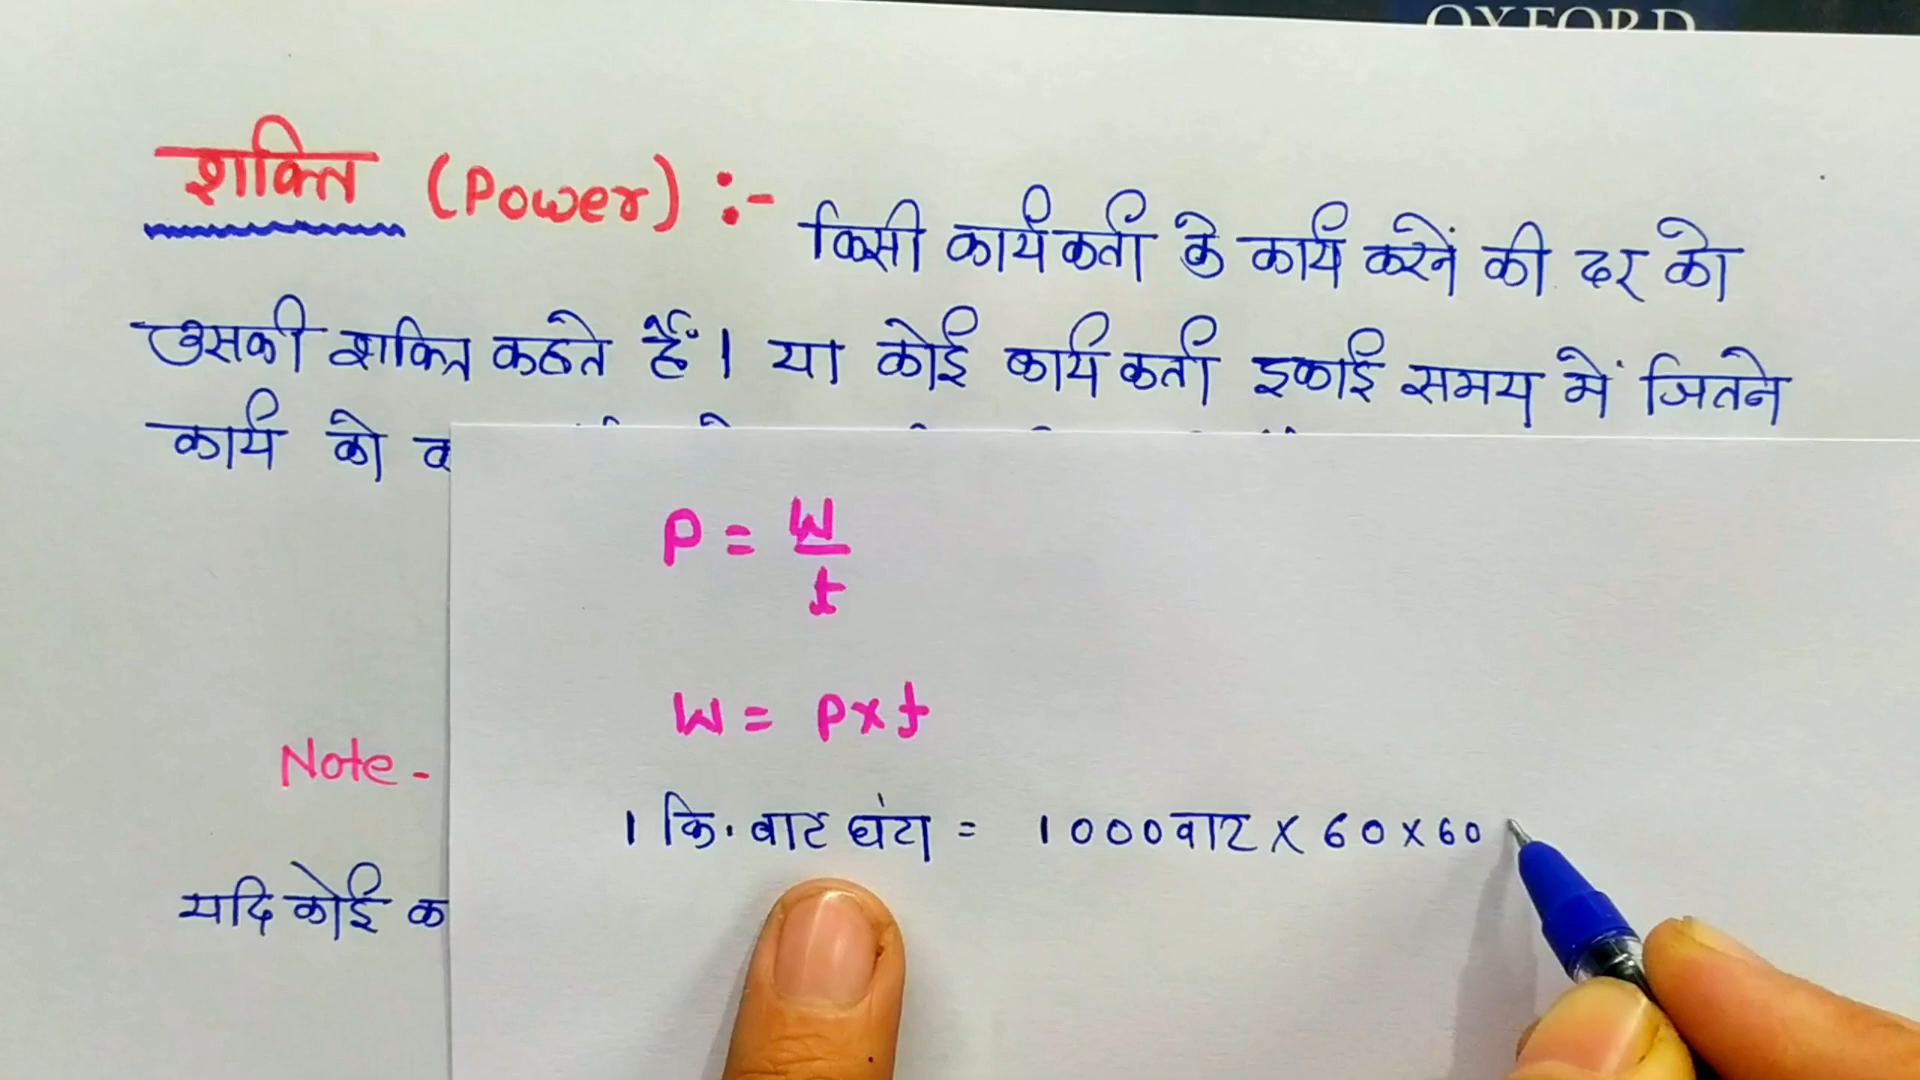 OXFORD
शक्ति (Power) :- किसी कार्यकर्ता के कार्य करनें की दर को
उसकी शक्ति कहते हैं। या कोई कार्यकर्ता इकाई समय में जितने
कार्य को
P = W/t
W = P x t
Note -
1 कि. वाट घंटा = 1000 वाट x 60 x 60
यदि कोई क